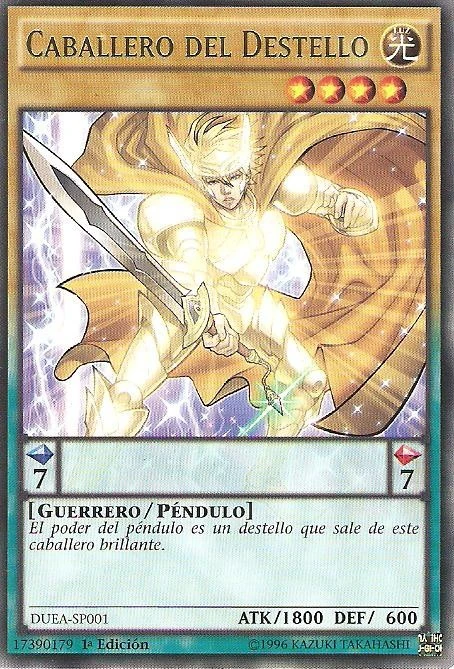 CABALLERO DEL DESTELLO 光
7 7
[GUERRERO/PÉNDULO]
El poder del péndulo es un destello que sale de este
caballero brillante.
DUEA-SP001 ATK/1800 DEF/ 600
17390179 1ª Edición ©1996 KAZUKI TAKAHASHI